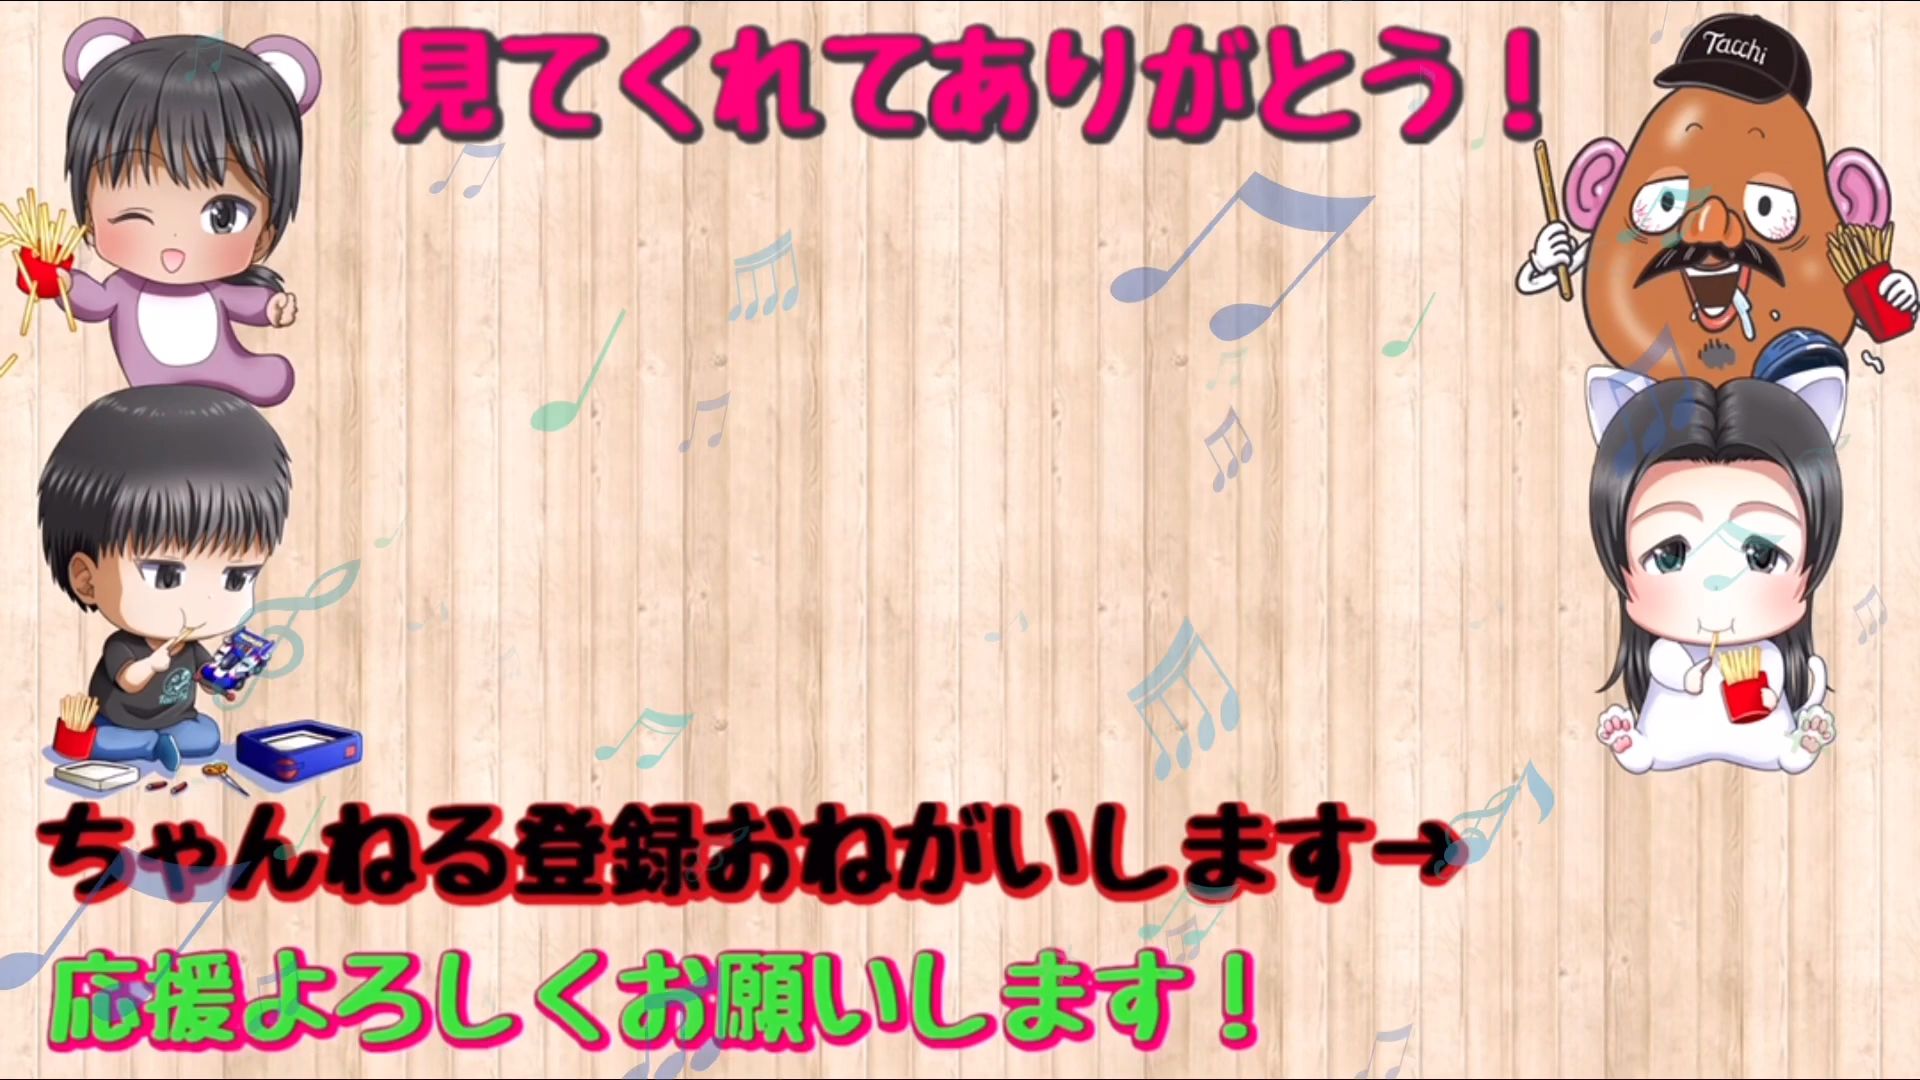 見てくれてありがとう！
Tacchi
ちゃんねる登録おねがいします→
応援よろしくお願いします！